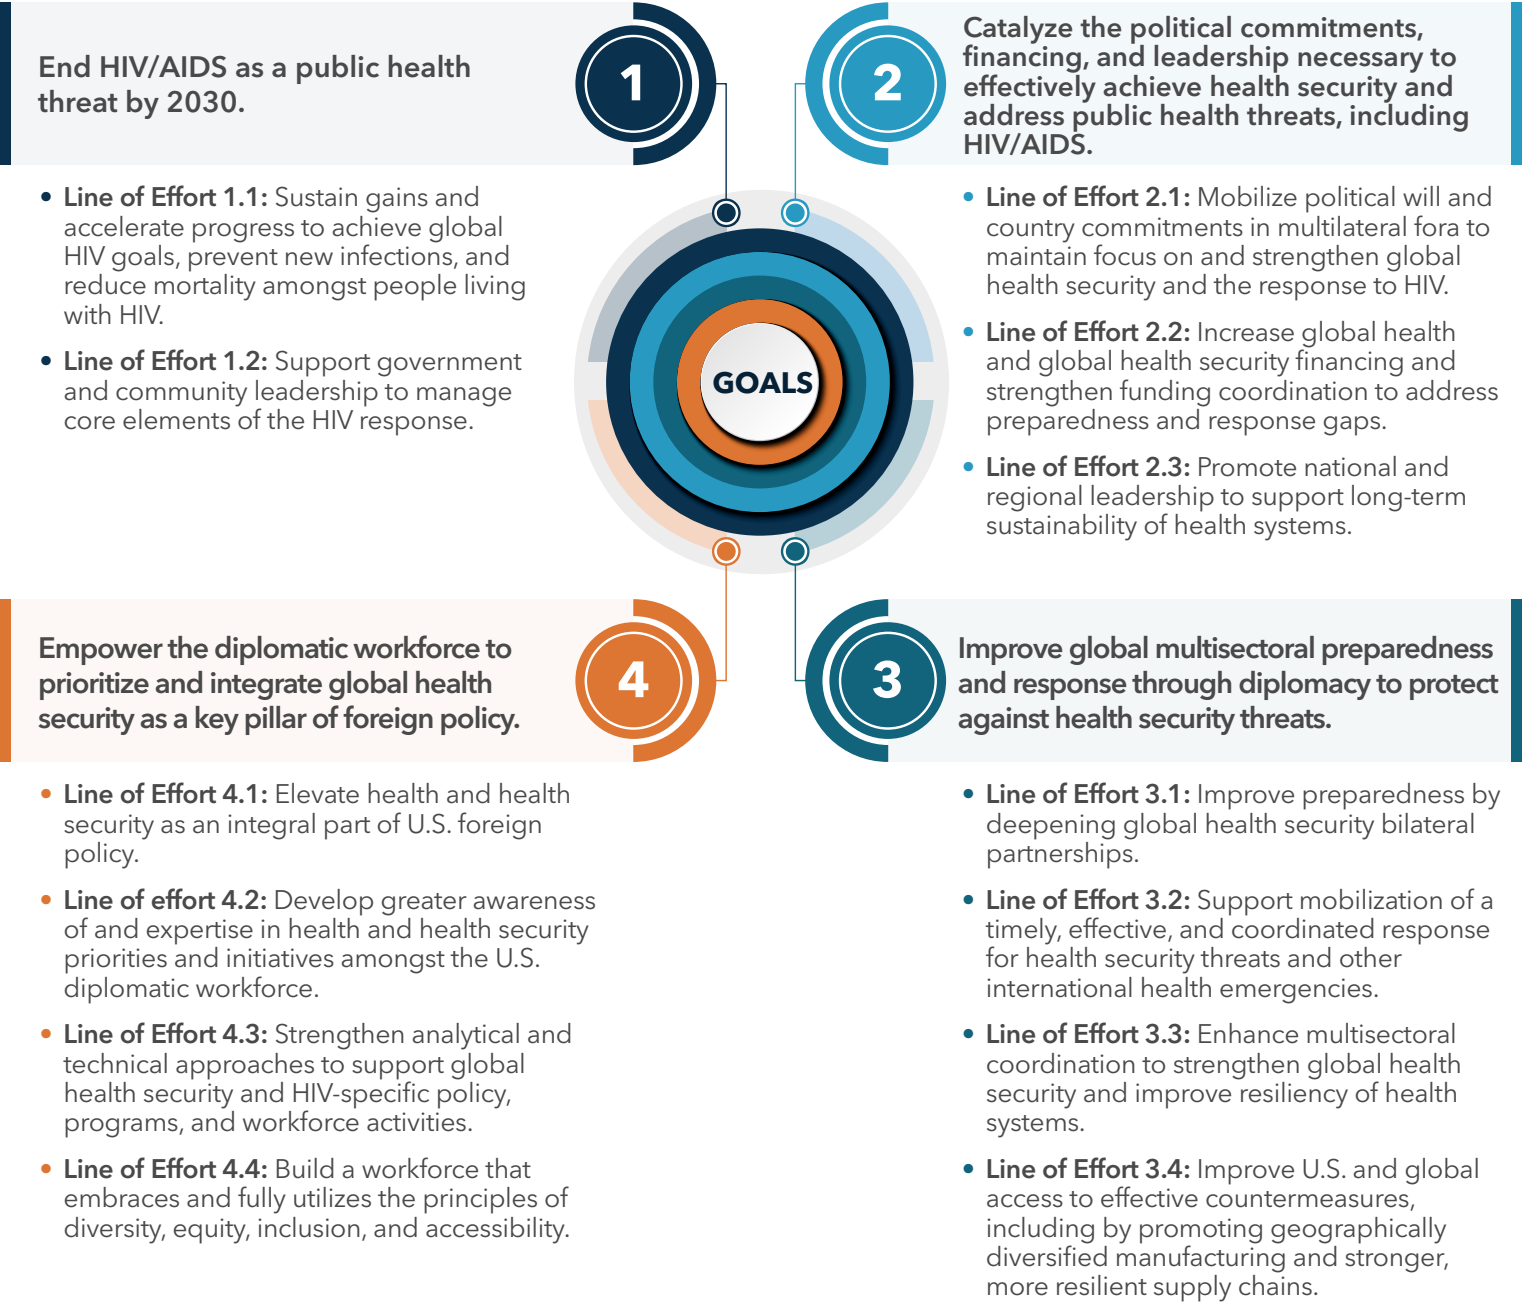 End HIV/AIDS as a public health
threat by 2030.
1
• Line of Effort 1.1: Sustain gains and
accelerate progress to achieve global
HIV goals, prevent new infections, and
reduce mortality amongst people living
with HIV.
• Line of Effort 1.2: Support government
and community leadership to manage
core elements of the HIV response.
2
Catalyze the political commitments,
financing, and leadership necessary to
effectively achieve health security and
address public health threats, including
HIV/AIDS.
• Line of Effort 2.1: Mobilize political will and
country commitments in multilateral fora to
maintain focus on and strengthen global
health security and the response to HIV.
• Line of Effort 2.2: Increase global health
and global health security financing and
strengthen funding coordination to address
preparedness and response gaps.
• Line of Effort 2.3: Promote national and
regional leadership to support long-term
sustainability of health systems.
GOALS
3
Improve global multisectoral preparedness
and response through diplomacy to protect
against health security threats.
• Line of Effort 3.1: Improve preparedness by
deepening global health security bilateral
partnerships.
• Line of Effort 3.2: Support mobilization of a
timely, effective, and coordinated response
for health security threats and other
international health emergencies.
• Line of Effort 3.3: Enhance multisectoral
coordination to strengthen global health
security and improve resiliency of health
systems.
• Line of Effort 3.4: Improve U.S. and global
access to effective countermeasures,
including by promoting geographically
diversified manufacturing and stronger,
more resilient supply chains.
Empower the diplomatic workforce to
prioritize and integrate global health
security as a key pillar of foreign policy.
4
• Line of Effort 4.1: Elevate health and health
security as an integral part of U.S. foreign
policy.
• Line of effort 4.2: Develop greater awareness
of and expertise in health and health security
priorities and initiatives amongst the U.S.
diplomatic workforce.
• Line of Effort 4.3: Strengthen analytical and
technical approaches to support global
health security and HIV-specific policy,
programs, and workforce activities.
• Line of Effort 4.4: Build a workforce that
embraces and fully utilizes the principles of
diversity, equity, inclusion, and accessibility.